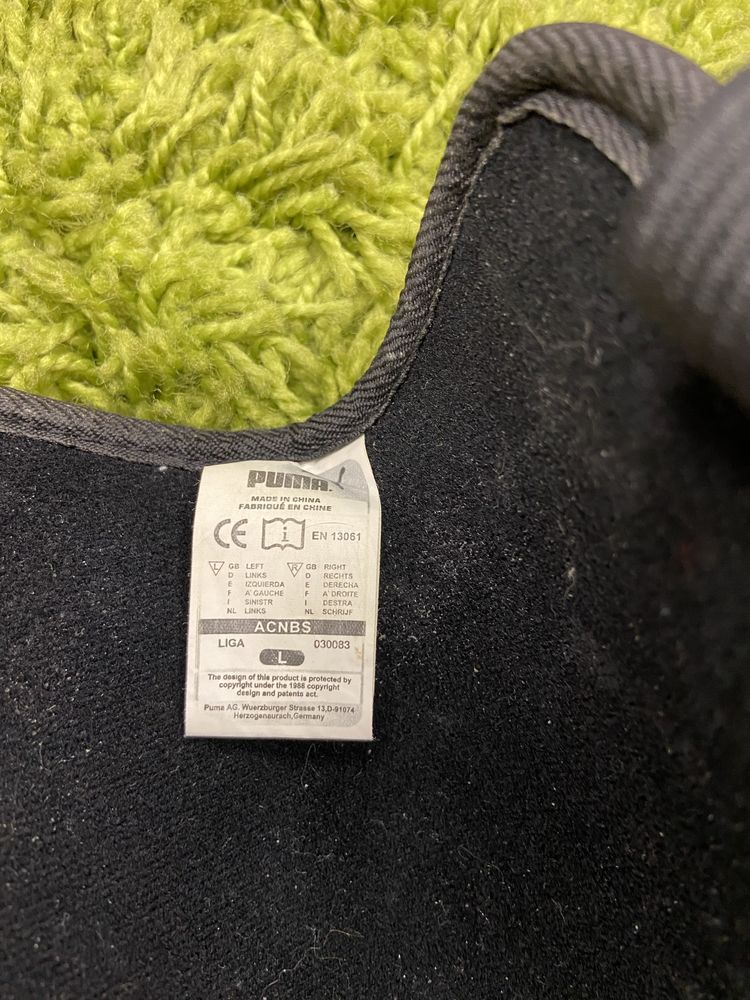 PUMA
MADE IN CHINA
FABRIQUÉ EN CHINE
CE i EN 13061
L GB LEFT R GB RIGHT
D LINKS D RECHTS
E IZQUIERDA E DERECHA
F A'GAUCHE F A'DROITE
I SINISTR I DESTRA
NL LINKS NL SCHRIJF
ACNBS
LIGA 030083
L
The design of this product is protected by
copyright under the 1988 copyright
design and patents act.
Puma AG. Wuerzburger Strasse 13,D-91074
Herzogenaurach,Germany